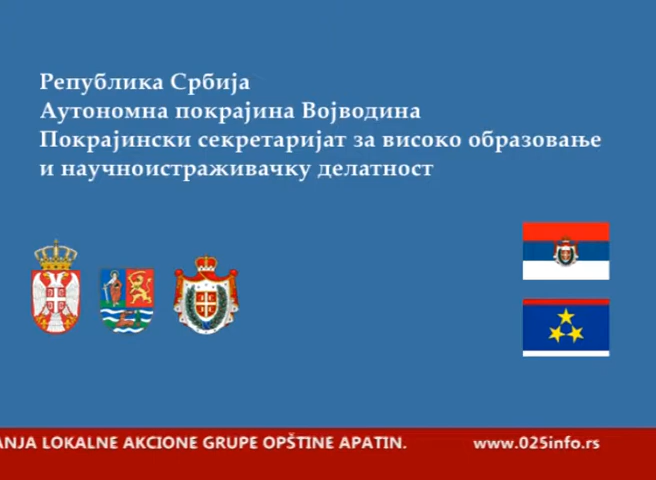 Република Србија
Аутономна покрајина Војводина
Покрајински секретаријат за високо образовање
и научноистраживачку делатност
ANJA LOKALNE AKCIONE GRUPE OPŠTINE APATIN. www.025info.rs